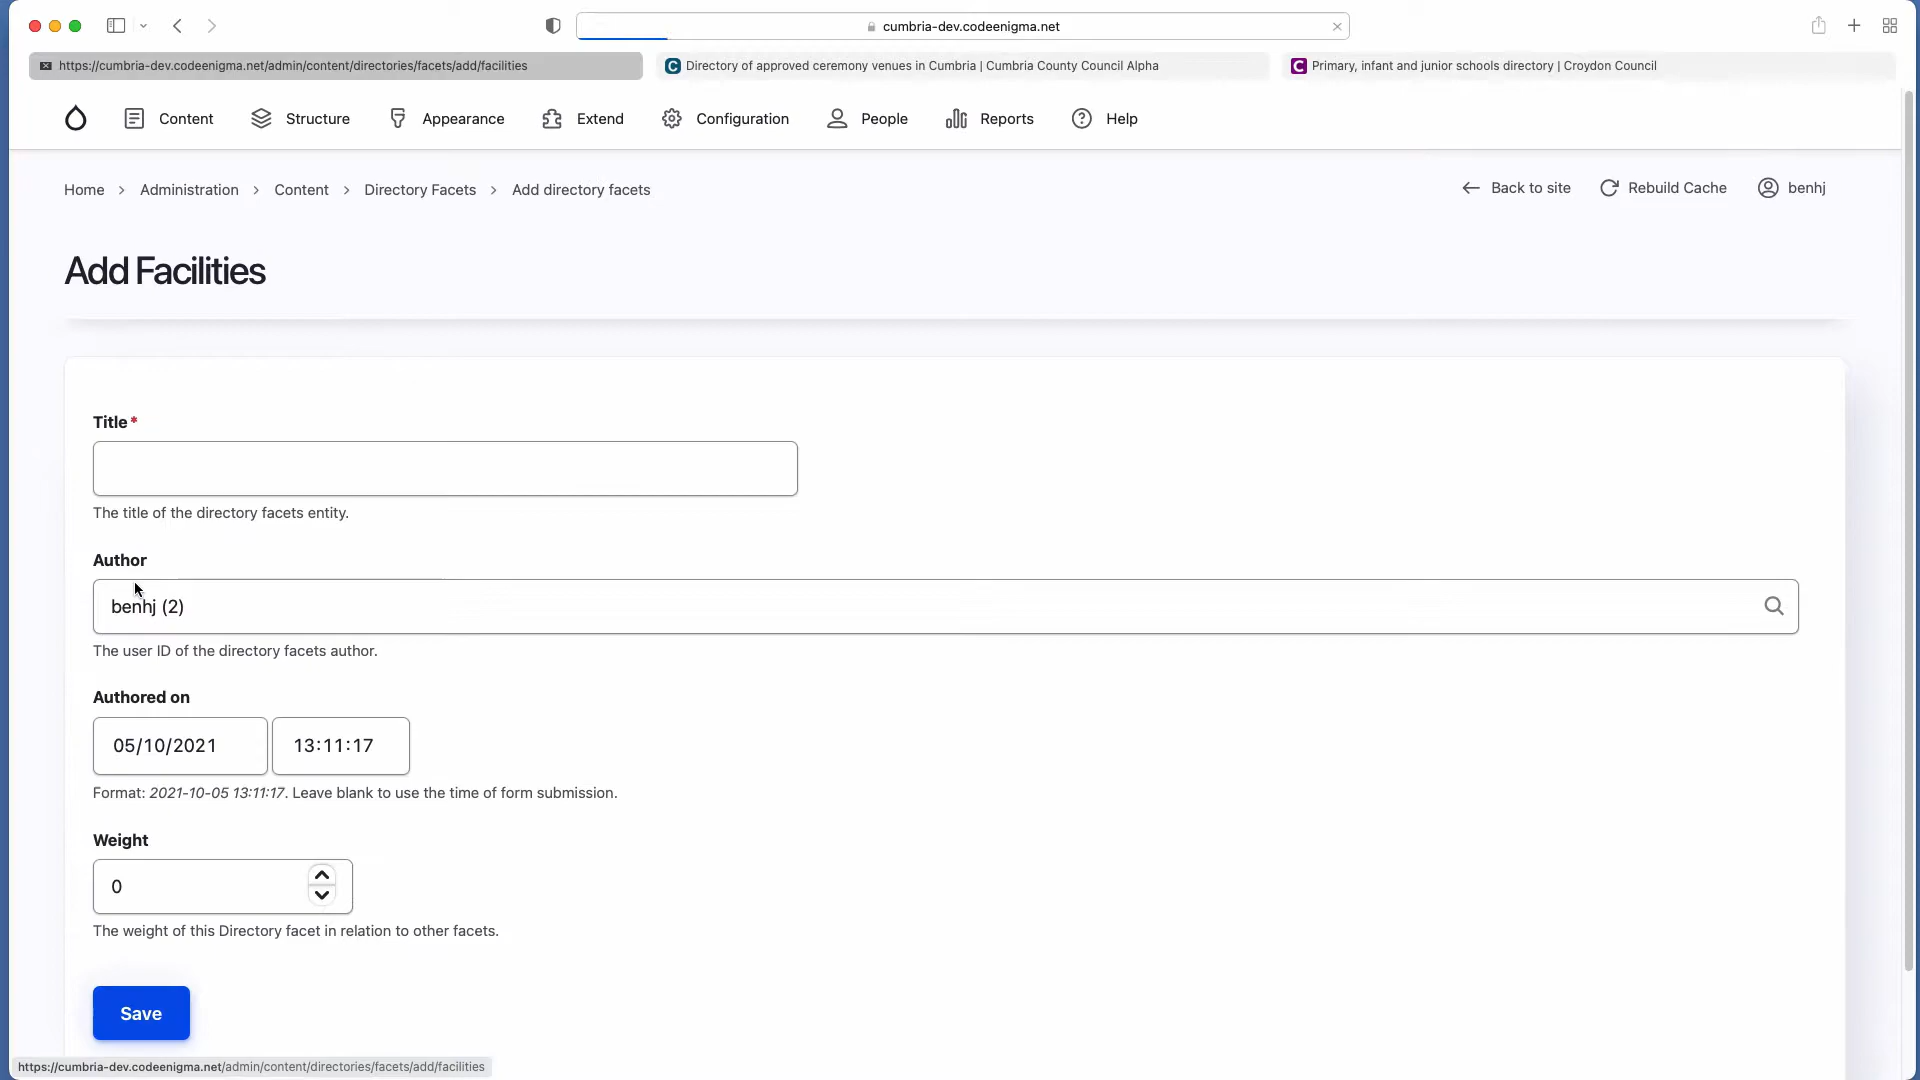 cumbria-dev.codeenigma.net
https://cumbria-dev.codeenigma.net/admin/content/directories/facets/add/facilities
Directory of approved ceremony venues in Cumbria | Cumbria County Council Alpha
Primary, infant and junior schools directory | Croydon Council
Content
Structure
Appearance
Extend
Configuration
People
Reports
Help
Home > Administration > Content > Directory Facets > Add directory facets
Back to site
Rebuild Cache
benhj
Add Facilities
Title*
The title of the directory facets entity.
Author
benhj (2)
The user ID of the directory facets author.
Authored on
05/10/2021
13:11:17
Format: 2021-10-05 13:11:17. Leave blank to use the time of form submission.
Weight
0
The weight of this Directory facet in relation to other facets.
Save
https://cumbria-dev.codeenigma.net/admin/content/directories/facets/add/facilities